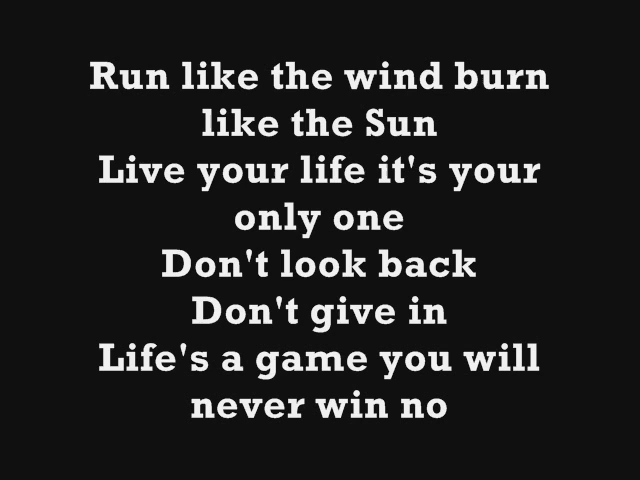 Run like the wind burn
like the Sun
Live your life it's your
only one
Don't look back
Don't give in
Life's a game you will
never win no